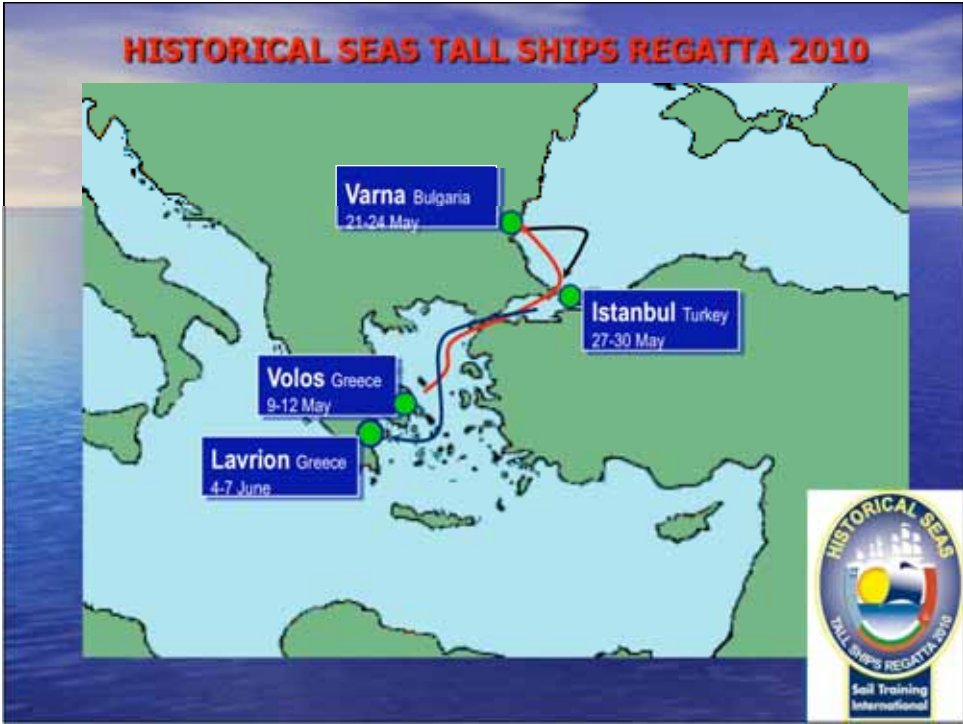 HISTORICAL SEAS TALL SHIPS REGATTA 2010
Varna Bulgaria
21-24 May
Istanbul Turkey
27-30 May
Volos Greece
9-12 May
Lavrion Greece
4-7 June
HISTORICAL SEAS
TALL SHIPS REGATTA 2010
Sail Training
International